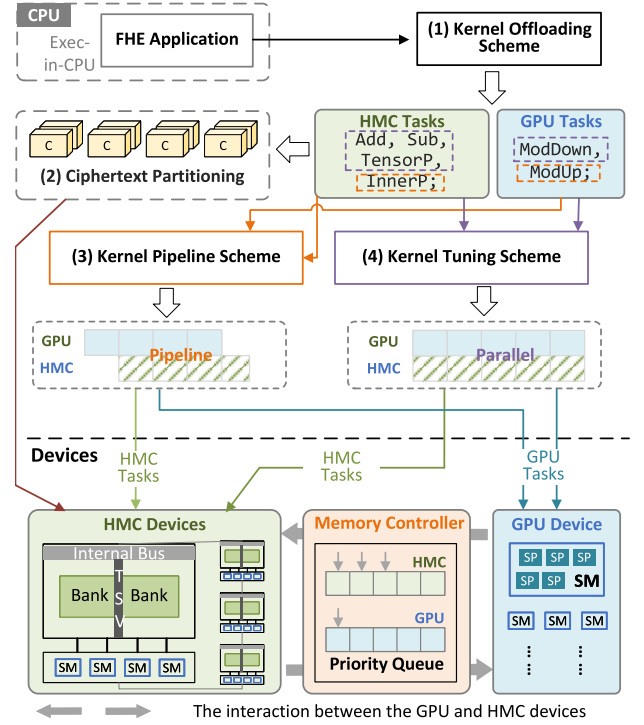 CPU
Exec-
in-CPU
FHE Application
(1) Kernel Offloading
Scheme
C C C C
(2) Ciphertext Partitioning
HMC Tasks
Add, Sub,
TensorP,
InnerP;
GPU Tasks
ModDown,
ModUp;
(3) Kernel Pipeline Scheme
(4) Kernel Tuning Scheme
GPU
HMC
Pipeline
GPU
HMC
Parallel
Devices
HMC
Tasks
HMC
Tasks
GPU
Tasks
HMC Devices
Internal Bus
TSV
Bank
Bank
SM SM SM SM
Memory Controller
HMC
GPU
Priority Queue
GPU Device
SP SP SP
SP SP SM
SM SM SM
The interaction between the GPU and HMC devices